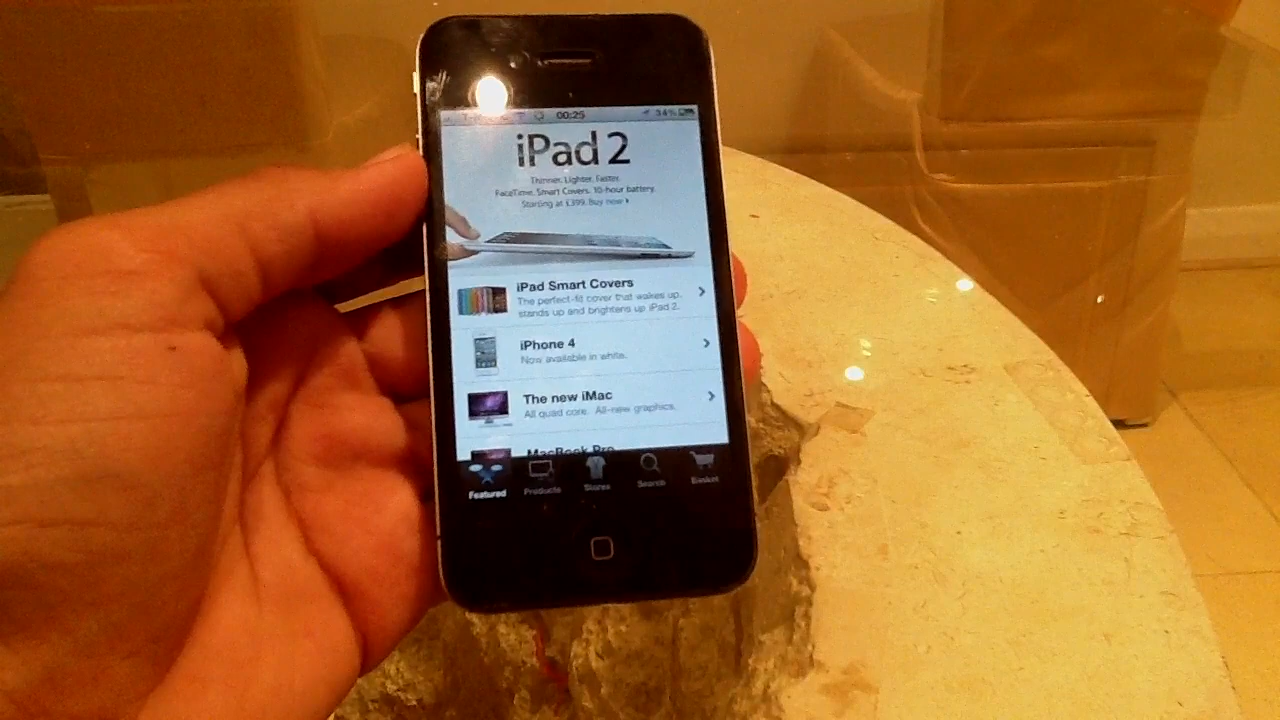 00:25
34%
iPad 2
Thinner. Lighter. Faster.
FaceTime. Smart Covers. 10-hour battery.
Starting at £399. Buy now
iPad Smart Covers
The perfect-fit cover that wakes up,
stands up and brightens up iPad 2.
iPhone 4
Now available in white.
The new iMac
All quad core. All-new graphics.
MacBook Pro
Featured
Products
Stores
Search
Basket